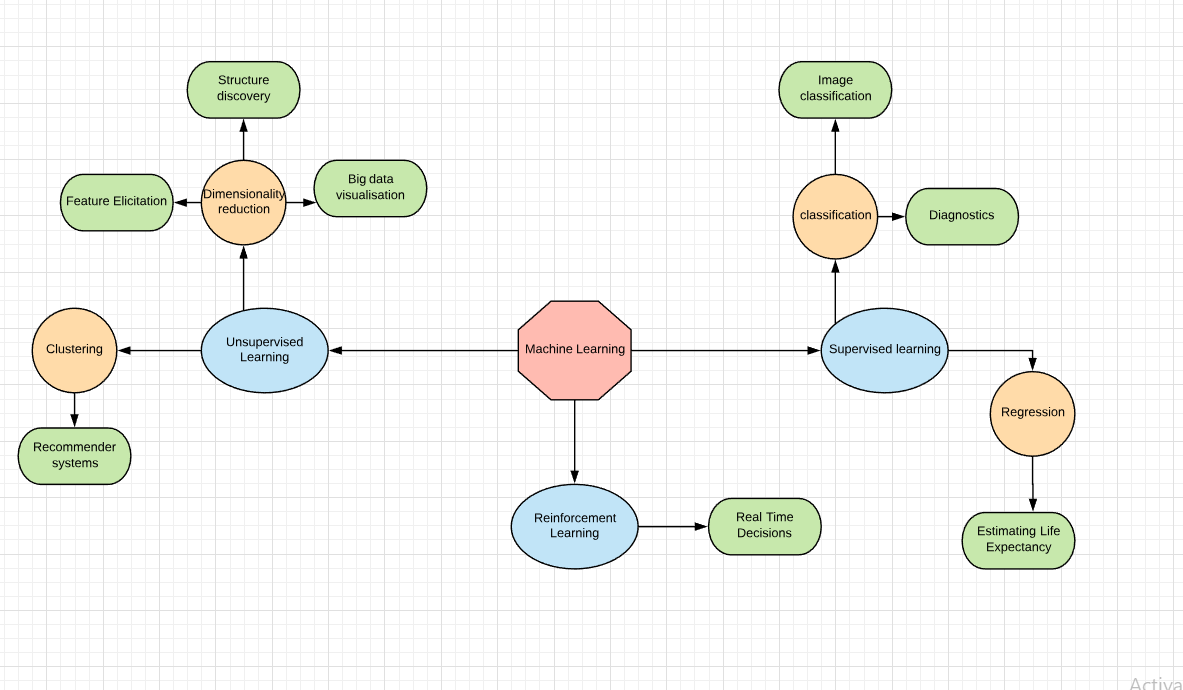 Structure
discovery
Image
classification
Dimensionality
reduction
Big data
visualisation
Feature Elicitation
classification
Diagnostics
Clustering
Unsupervised
Learning
Machine Learning
Supervised learning
Regression
Recommender
systems
Reinforcement
Learning
Real Time
Decisions
Estimating Life
Expectancy
Activa